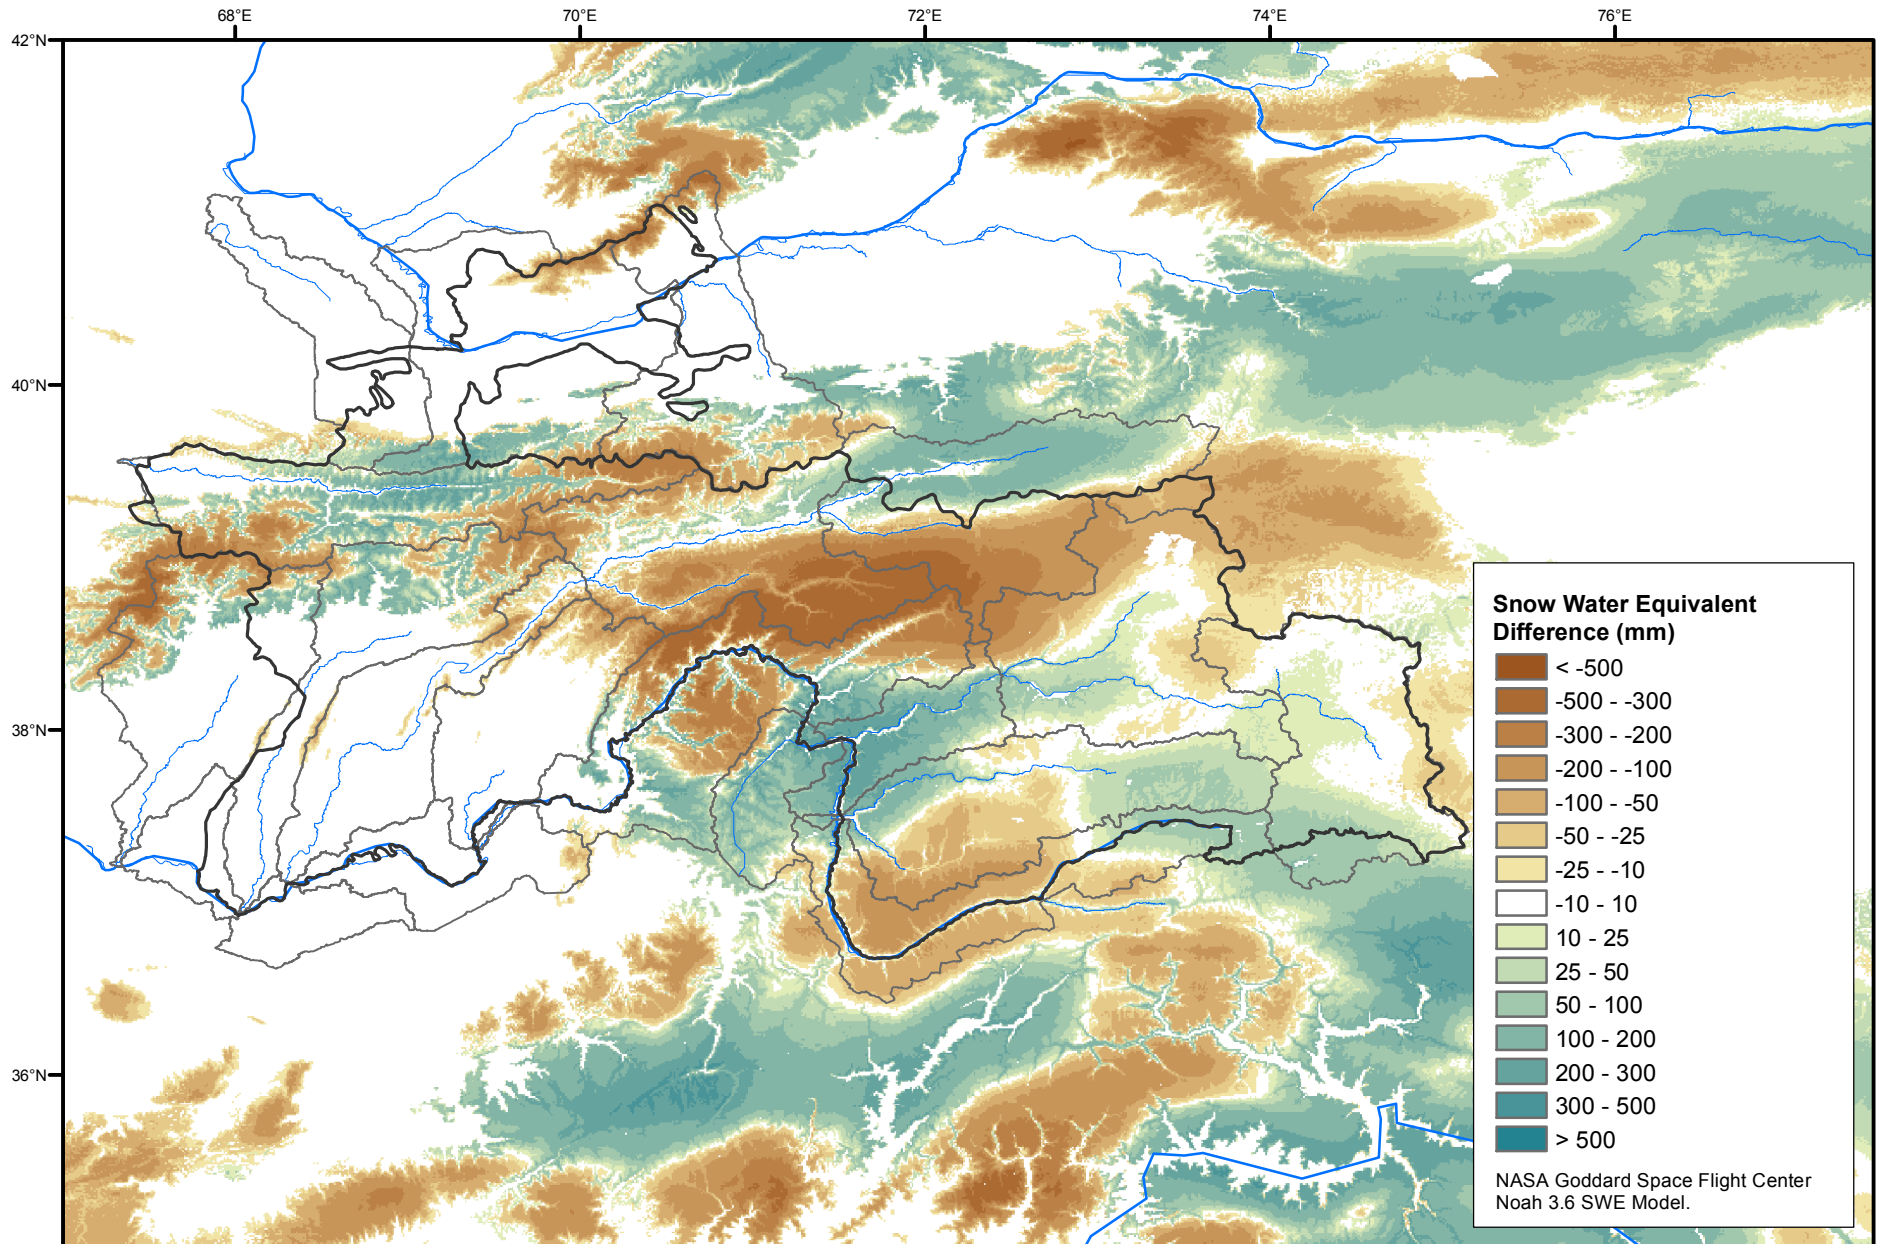 68°E
70°E
72°E
74°E
76°E
42°N
40°N
38°N
36°N
Snow Water Equivalent
Difference (mm)
< -500
-500 - -300
-300 - -200
-200 - -100
-100 - -50
-50 - -25
-25 - -10
-10 - 10
10 - 25
25 - 50
50 - 100
100 - 200
200 - 300
300 - 500
> 500
NASA Goddard Space Flight Center
Noah 3.6 SWE Model.